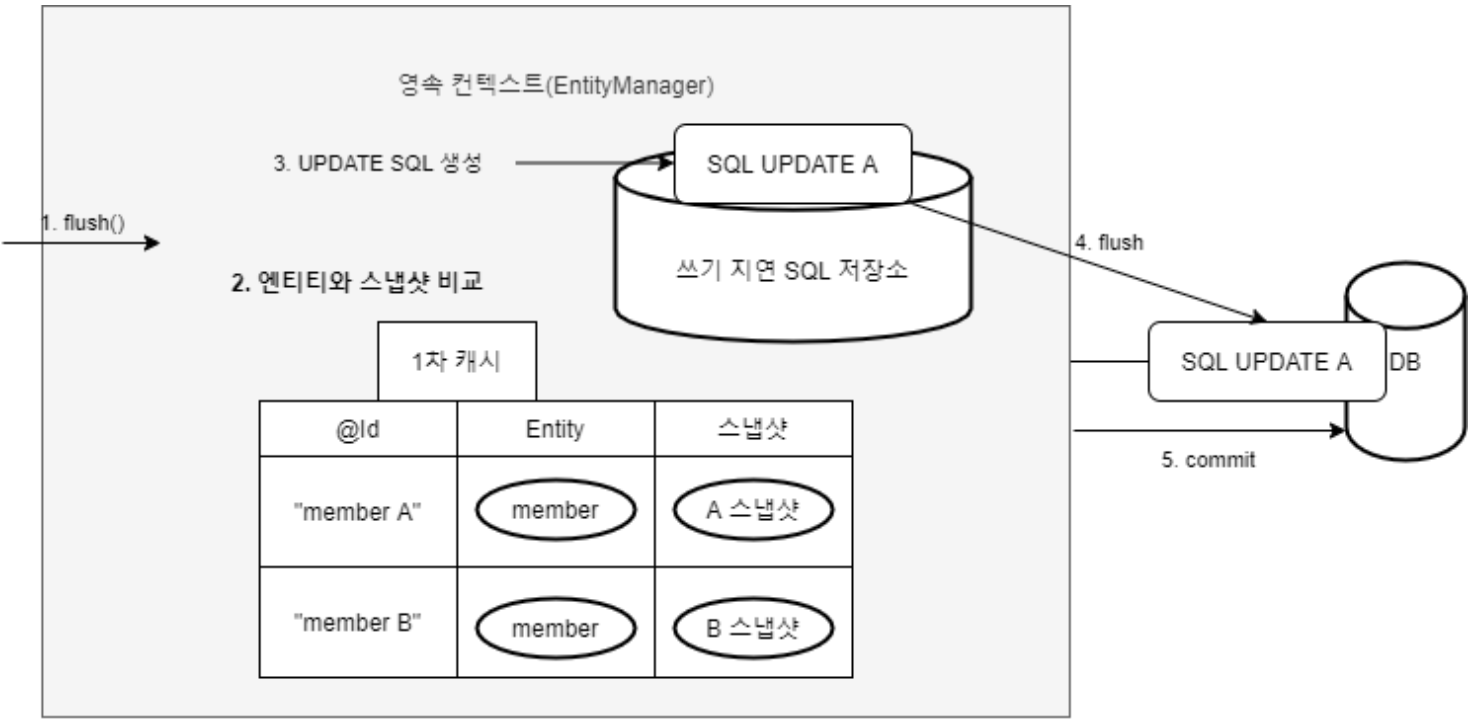 영속 컨텍스트(EntityManager)
3. UPDATE SQL 생성
SQL UPDATE A
1. flush()
4. flush
쓰기 지연 SQL 저장소
2. 엔티티와 스냅샷 비교
1차 캐시
SQL UPDATE A
DB
@Id
Entity
스냅샷
5. commit
"member A"
member
A 스냅샷
"member B"
member
B 스냅샷